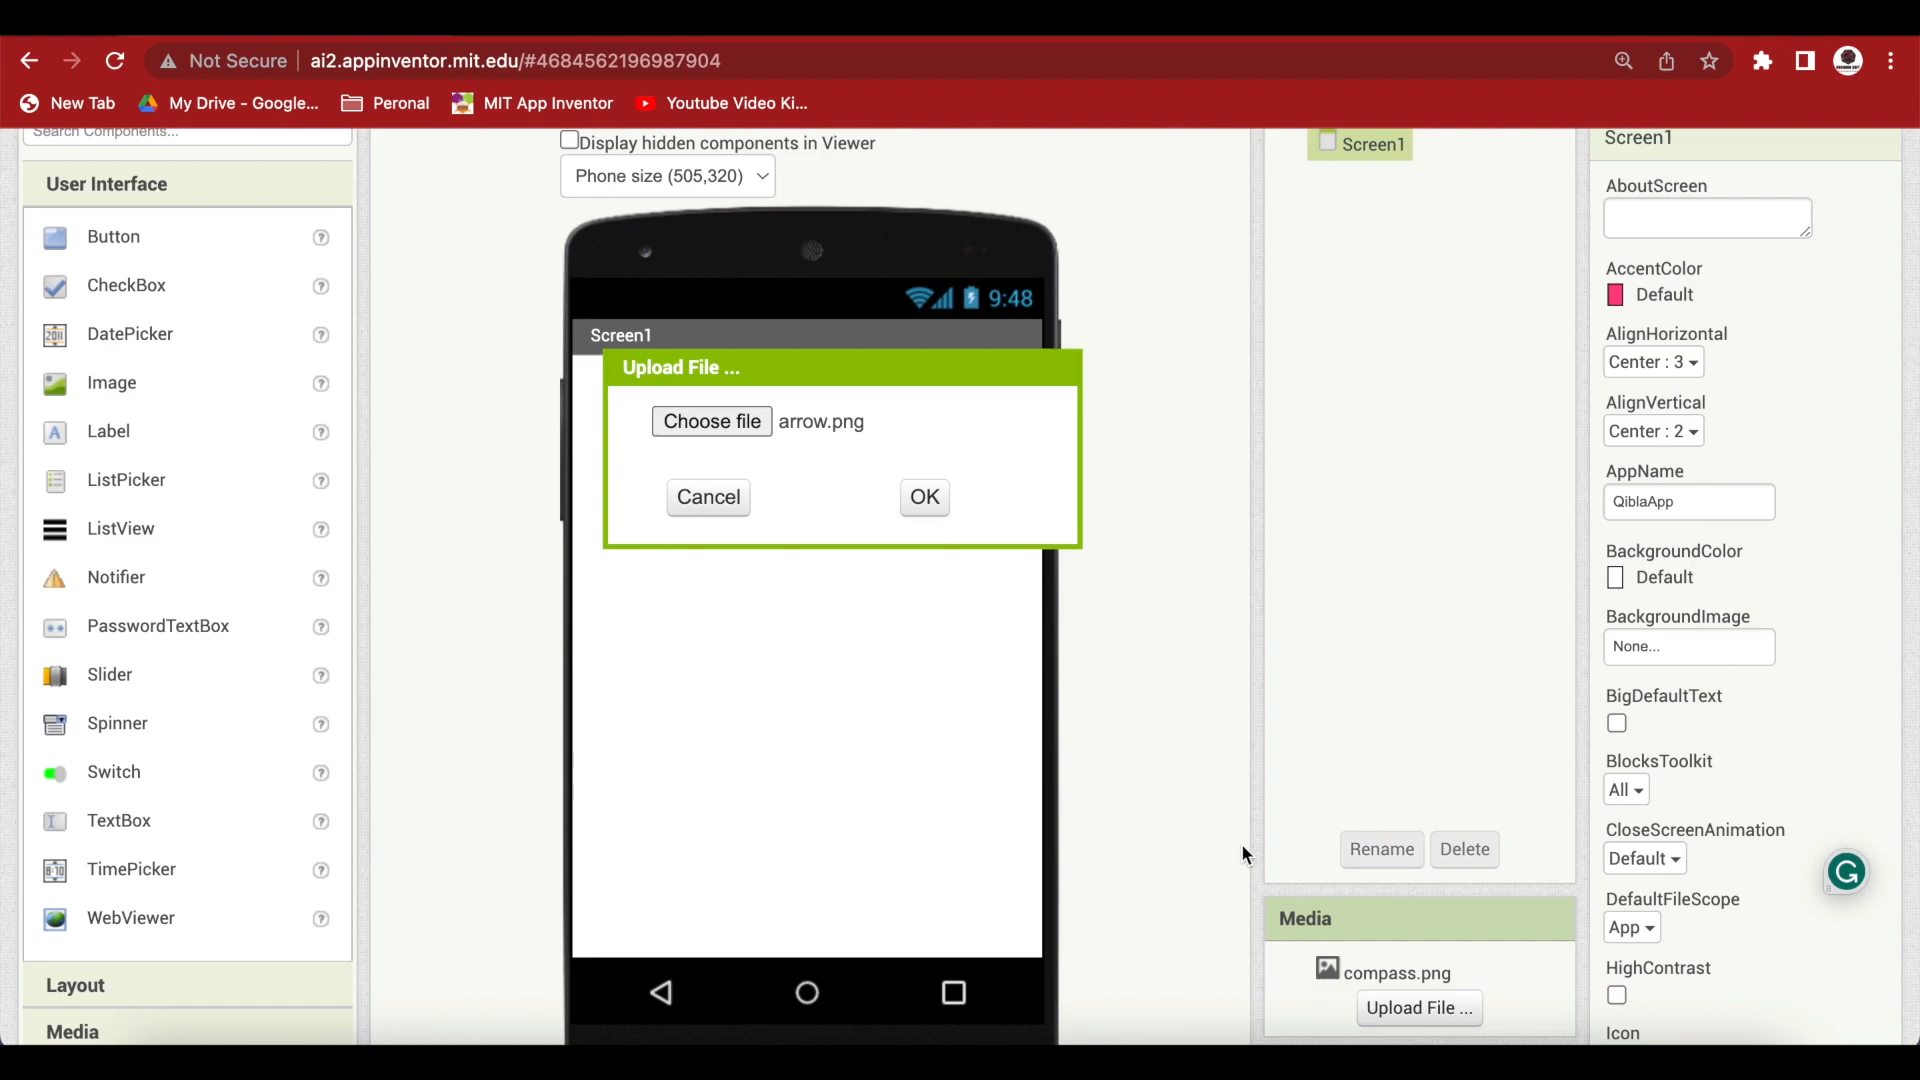 Not Secure
ai2.appinventor.mit.edu/#4684562196987904
New Tab
My Drive - Google...
Peronal
MIT App Inventor
Youtube Video Ki...
Search Components...
User Interface
Button
CheckBox
DatePicker
Image
Label
ListPicker
ListView
Notifier
PasswordTextBox
Slider
Spinner
Switch
TextBox
TimePicker
WebViewer
Layout
Media
Display hidden components in Viewer
Phone size (505,320)
9:48
Screen1
Upload File ...
Choose file arrow.png
Cancel
OK
Screen1
Rename
Delete
Media
compass.png
Upload File ...
Screen1
AboutScreen
AccentColor
Default
AlignHorizontal
Center : 3
AlignVertical
Center : 2
AppName
QiblaApp
BackgroundColor
Default
BackgroundImage
None...
BigDefaultText
BlocksToolkit
All
CloseScreenAnimation
Default
DefaultFileScope
App
HighContrast
Icon